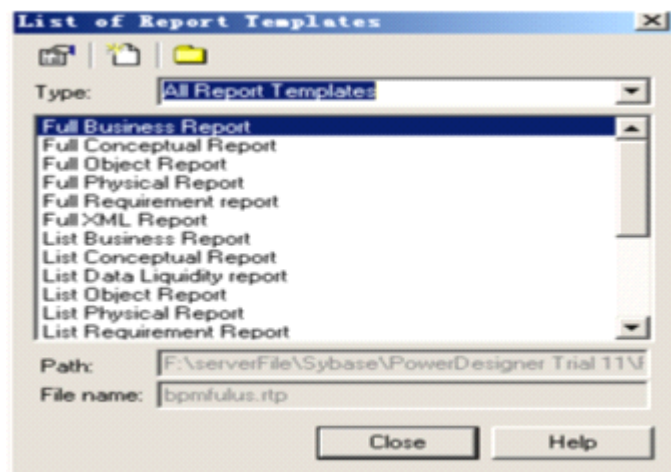 List of Report Templates
Type: All Report Templates
Full Business Report
Full Conceptual Report
Full Object Report
Full Physical Report
Full Requirement report
Full XML Report
List Business Report
List Conceptual Report
List Data Liquidity report
List Object Report
List Physical Report
List Requirement Report
Path: F:\serverFile\Sybase\PowerDesigner Trial 11\
File name: bpmfulus.rtp
Close Help